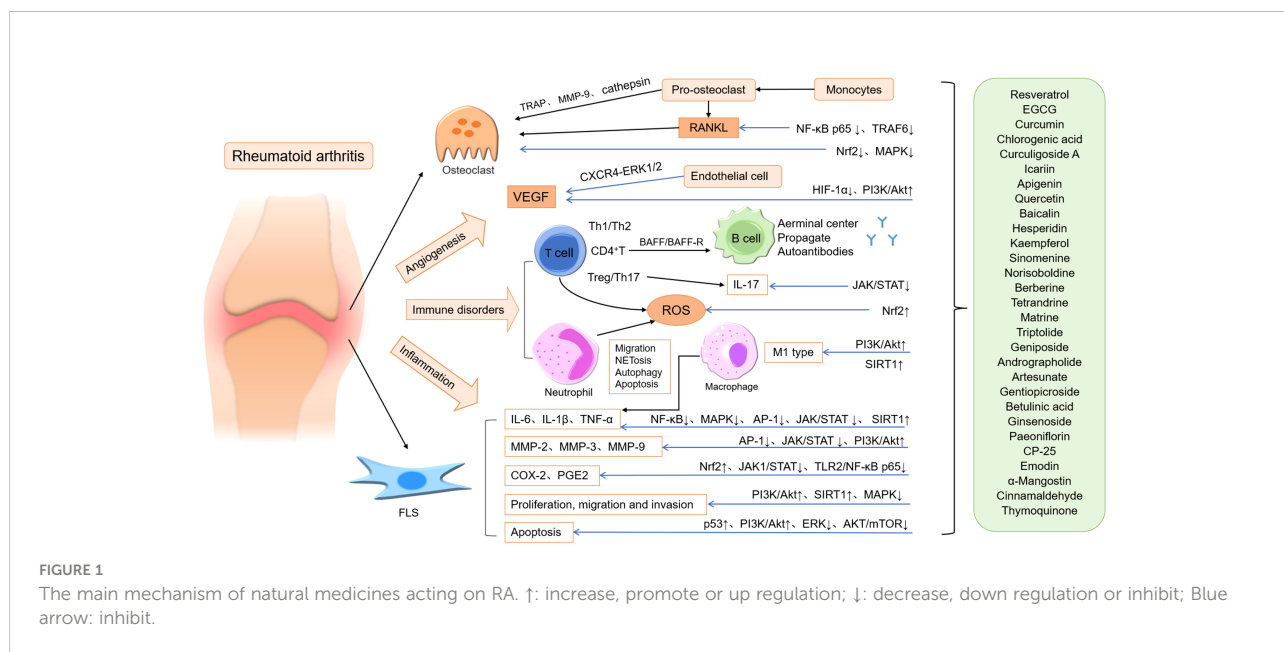 Rheumatoid arthritis
Osteoclast
TRAP、MMP-9、cathepsin
Pro-osteoclast
Monocytes
RANKL
NF-κB p65 ↓、TRAF6↓
Nrf2↓、MAPK↓
Angiogenesis
VEGF
CXCR4-ERK1/2
Endothelial cell
HIF-1α↓、PI3K/Akt↑
Immune disorders
T cell
Th1/Th2
CD4⁺T
Treg/Th17
BAFF/BAFF-R
B cell
Aerminal center
Propagate
Autoantibodies
IL-17
JAK/STAT↓
ROS
Nrf2↑
Neutrophil
Migration
NETosis
Autophagy
Apoptosis
Macrophage
M1 type
PI3K/Akt↑
SIRT1↑
Inflammation
FLS
IL-6、IL-1β、TNF-α
NF-κB↓、MAPK↓、AP-1↓、JAK/STAT ↓、SIRT1↑
MMP-2、MMP-3、MMP-9
AP-1↓、JAK/STAT ↓、PI3K/Akt↑
COX-2、PGE2
Nrf2↑、JAK1/STAT↓、TLR2/NF-κB p65↓
Proliferation, migration and invasion
PI3K/Akt↑、SIRT1↑、MAPK↓
Apoptosis
p53↑、PI3K/Akt↑、ERK↓、AKT/mTOR↓
Resveratrol
EGCG
Curcumin
Chlorogenic acid
Curculigoside A
Icariin
Apigenin
Quercetin
Baicalin
Hesperidin
Kaempferol
Sinomenine
Norisoboldine
Berberine
Tetrandrine
Matrine
Triptolide
Geniposide
Andrographolide
Artesunate
Gentiopicroside
Betulinic acid
Ginsenoside
Paeoniflorin
CP-25
Emodin
α-Mangostin
Cinnamaldehyde
Thymoquinone
FIGURE 1
The main mechanism of natural medicines acting on RA. ↑: increase, promote or up regulation; ↓: decrease, down regulation or inhibit; Blue
arrow: inhibit.